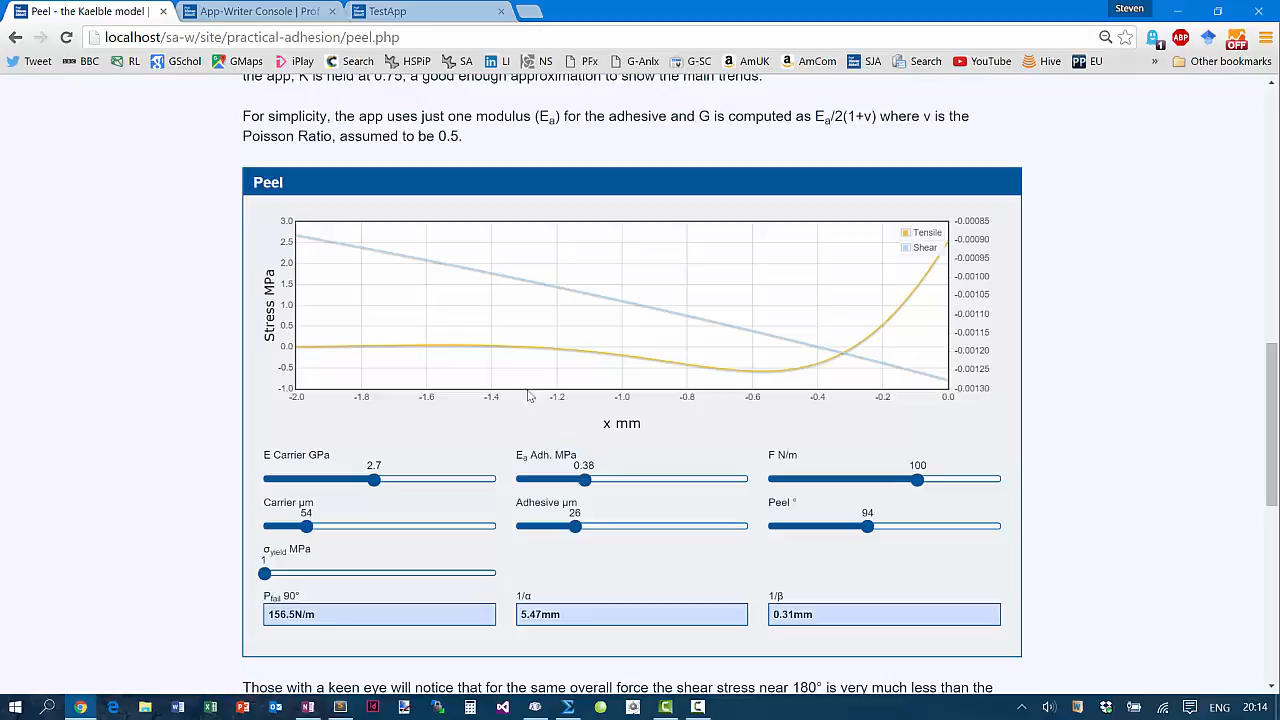 Steven
Peel - the Kaelble model |
App-Writer Console | Prof
TestApp
localhost/sa-w/site/practical-adhesion/peel.php
Tweet BBC RL GSchol GMaps iPlay Search HSPiP SA LI NS PFx G-Anlx G-SC AmUK AmCom Search SJA YouTube Hive EU » Other bookmarks
the app, K is held at 0.75, a good enough approximation to show the main trends.
For simplicity, the app uses just one modulus (Ea) for the adhesive and G is computed as Ea/2(1+ν) where ν is the
Poisson Ratio, assumed to be 0.5.
Peel
3.0 2.5 2.0 1.5 1.0 0.5 0.0 -0.5 -1.0
Stress MPa
Tensile
Shear
-0.00085 -0.00090 -0.00095 -0.00100 -0.00105 -0.00110 -0.00115 -0.00120 -0.00125 -0.00130
-2.0 -1.8 -1.6 -1.4 -1.2 -1.0 -0.8 -0.6 -0.4 -0.2 0.0
x mm
E Carrier GPa
2.7
Ea Adh. MPa
0.38
F N/m
100
Carrier μm
54
Adhesive μm
26
Peel °
94
σyield MPa
1
Pfail 90°
156.5N/m
1/α
5.47mm
1/β
0.31mm
Those with a keen eye will notice that for the same overall force the shear stress near 180° is very much less than the
ENG 20:14